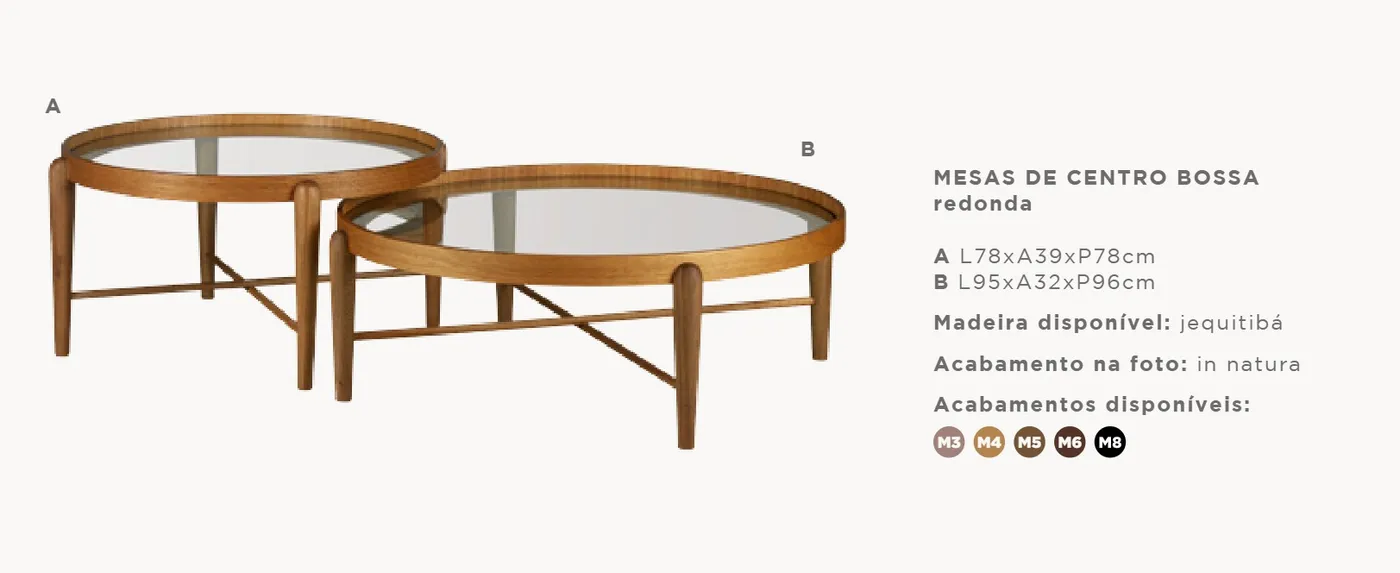 A
B
MESAS DE CENTRO BOSSA
redonda
A L78xA39xP78cm
B L95xA32xP96cm
Madeira disponível: jequitibá
Acabamento na foto: in natura
Acabamentos disponíveis:
M3 M4 M5 M6 M8